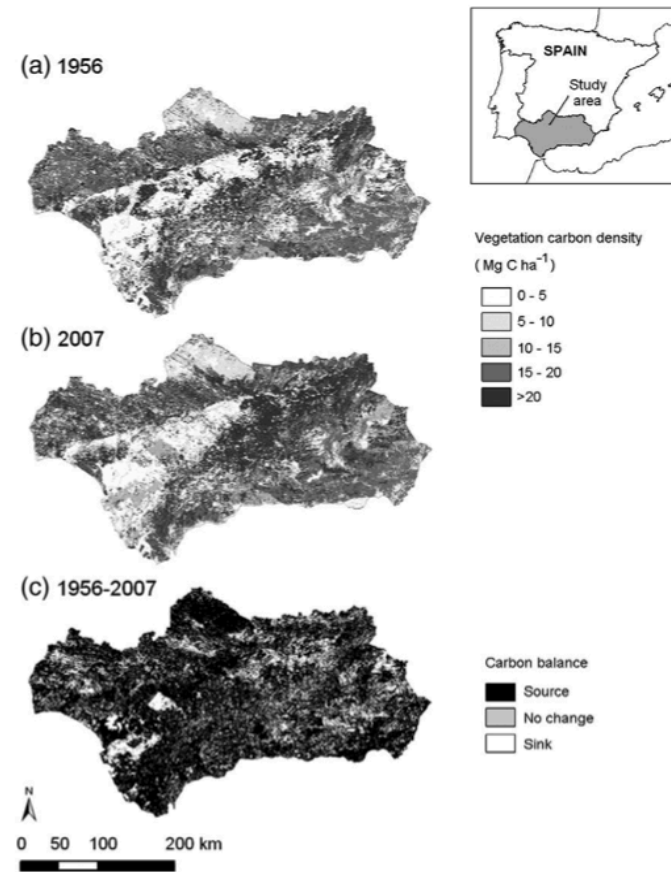 (a) 1956
SPAIN
Study
area
Vegetation carbon density
( Mg C ha⁻¹)
0 - 5
5 - 10
10 - 15
15 - 20
>20
(b) 2007
(c) 1956-2007
Carbon balance
Source
No change
Sink
N
0 50 100 200 km